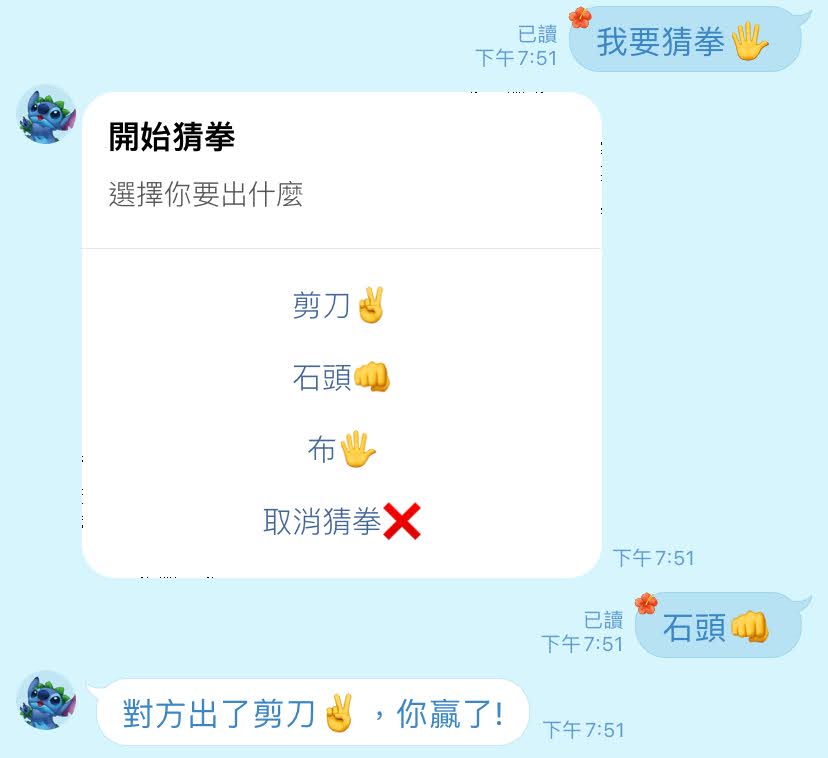 已讀
下午7:51
我要猜拳🖐
開始猜拳
選擇你要出什麼
剪刀✌
石頭👊
布🖐
取消猜拳❌
下午7:51
已讀
下午7:51
石頭👊
對方出了剪刀✌，你贏了!
下午7:51